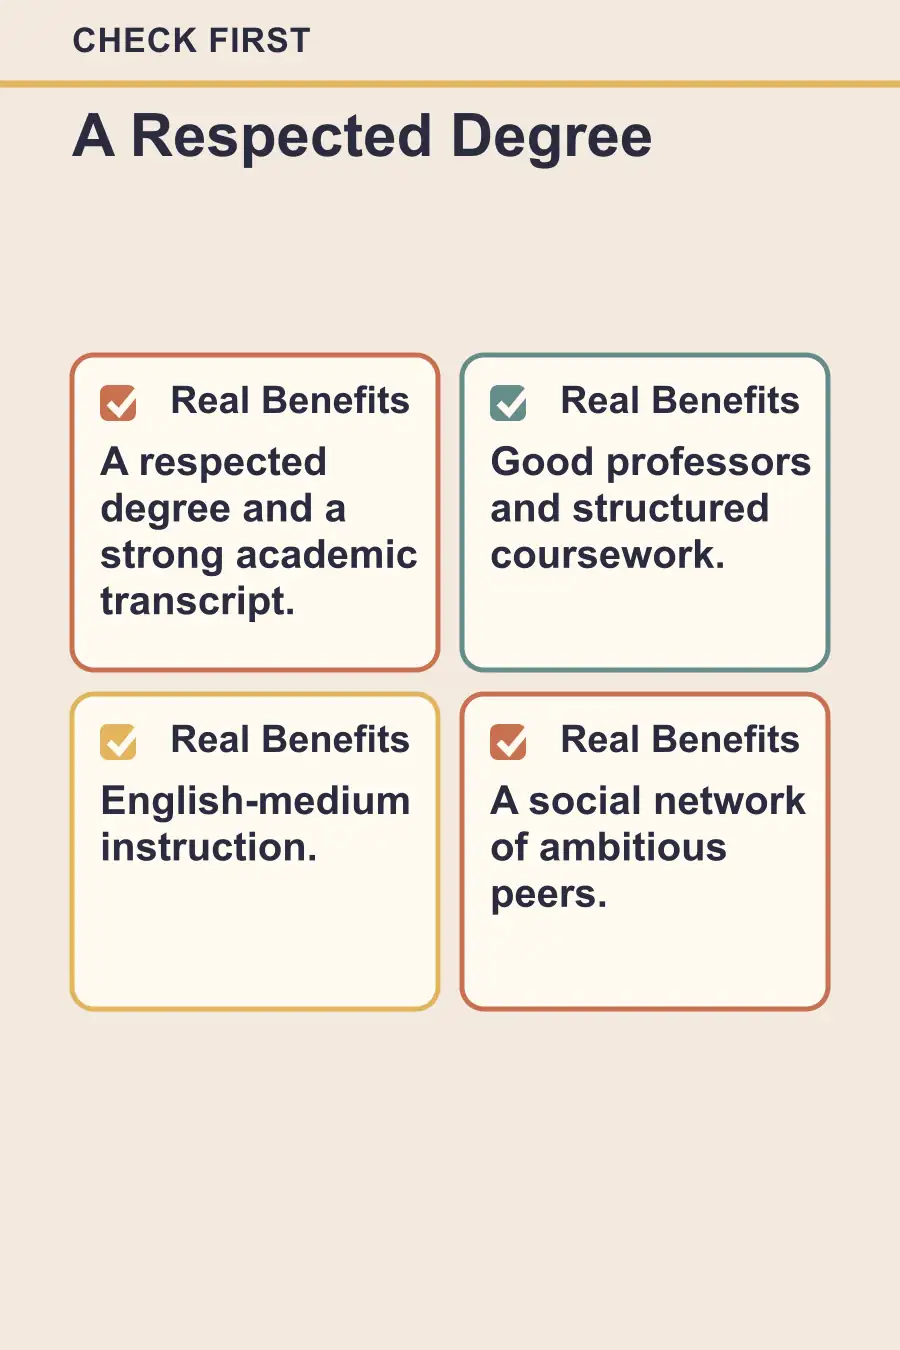 CHECK FIRST
A Respected Degree
Real Benefits
A respected
degree and a
strong academic
transcript.
Real Benefits
Good professors
and structured
coursework.
Real Benefits
English-medium
instruction.
Real Benefits
A social network
of ambitious
peers.